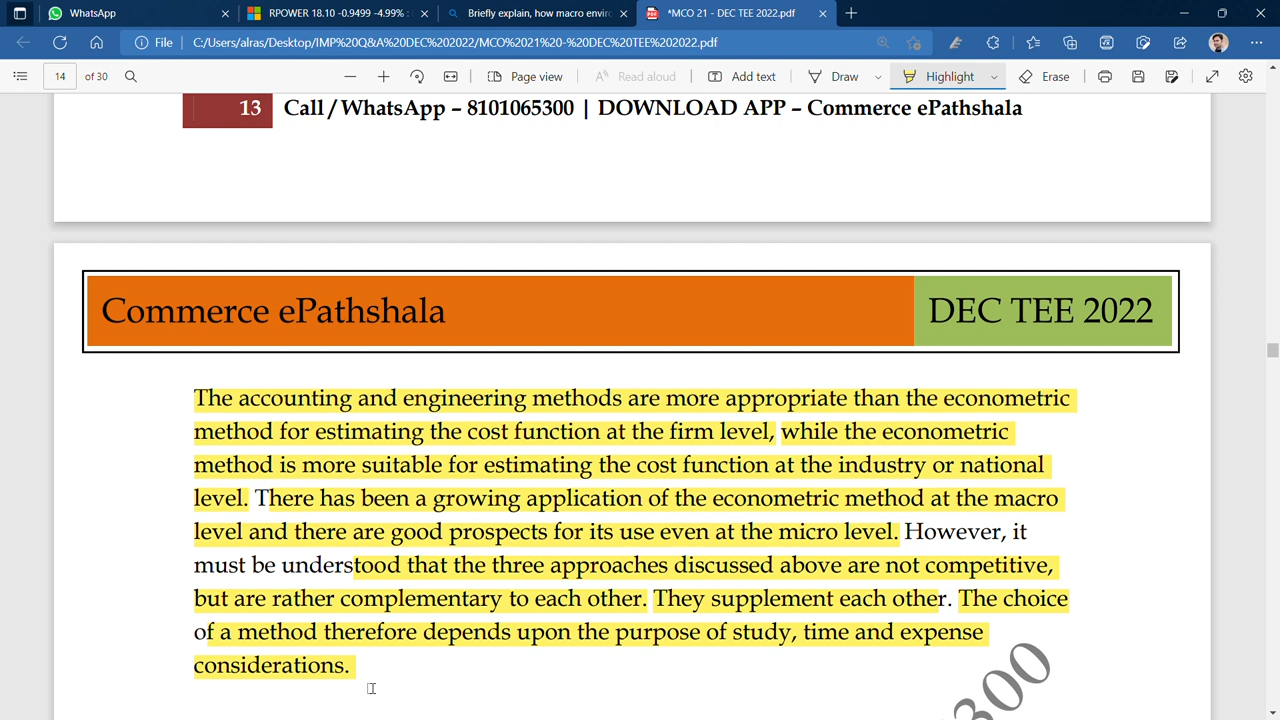 WhatsApp
RPOWER 18.10 -0.9499 -4.99% :
Briefly explain, how macro enviro
*MCO 21 - DEC TEE 2022.pdf
File
C:/Users/alras/Desktop/IMP%20Q&A%20DEC%202022/MCO%2021%20-%20DEC%20TEE%202022.pdf
14 of 30
Page view
Read aloud
Add text
Draw
Highlight
Erase
13 Call / WhatsApp – 8101065300 | DOWNLOAD APP – Commerce ePathshala
Commerce ePathshala
DEC TEE 2022
The accounting and engineering methods are more appropriate than the econometric
method for estimating the cost function at the firm level, while the econometric
method is more suitable for estimating the cost function at the industry or national
level. There has been a growing application of the econometric method at the macro
level and there are good prospects for its use even at the micro level. However, it
must be understood that the three approaches discussed above are not competitive,
but are rather complementary to each other. They supplement each other. The choice
of a method therefore depends upon the purpose of study, time and expense
considerations.
300